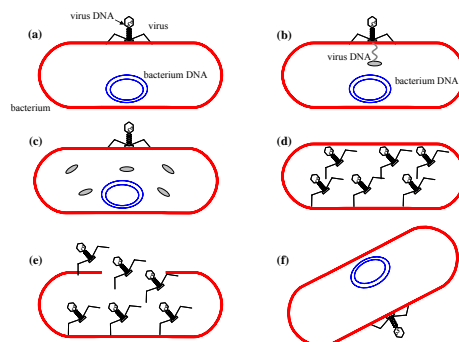 virus DNA
virus
(a)
bacterium DNA
bacterium
(b)
virus DNA
bacterium DNA
(c)
(d)
(e)
(f)